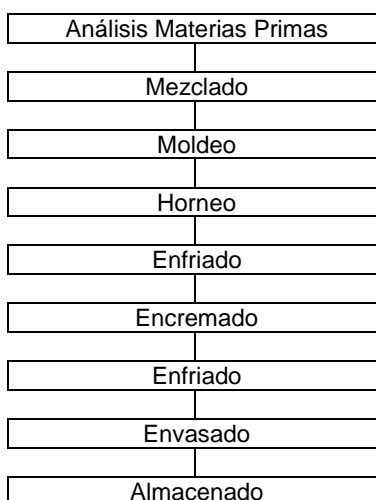 Análisis Materias Primas
Mezclado
Moldeo
Horneo
Enfriado
Encremado
Enfriado
Envasado
Almacenado